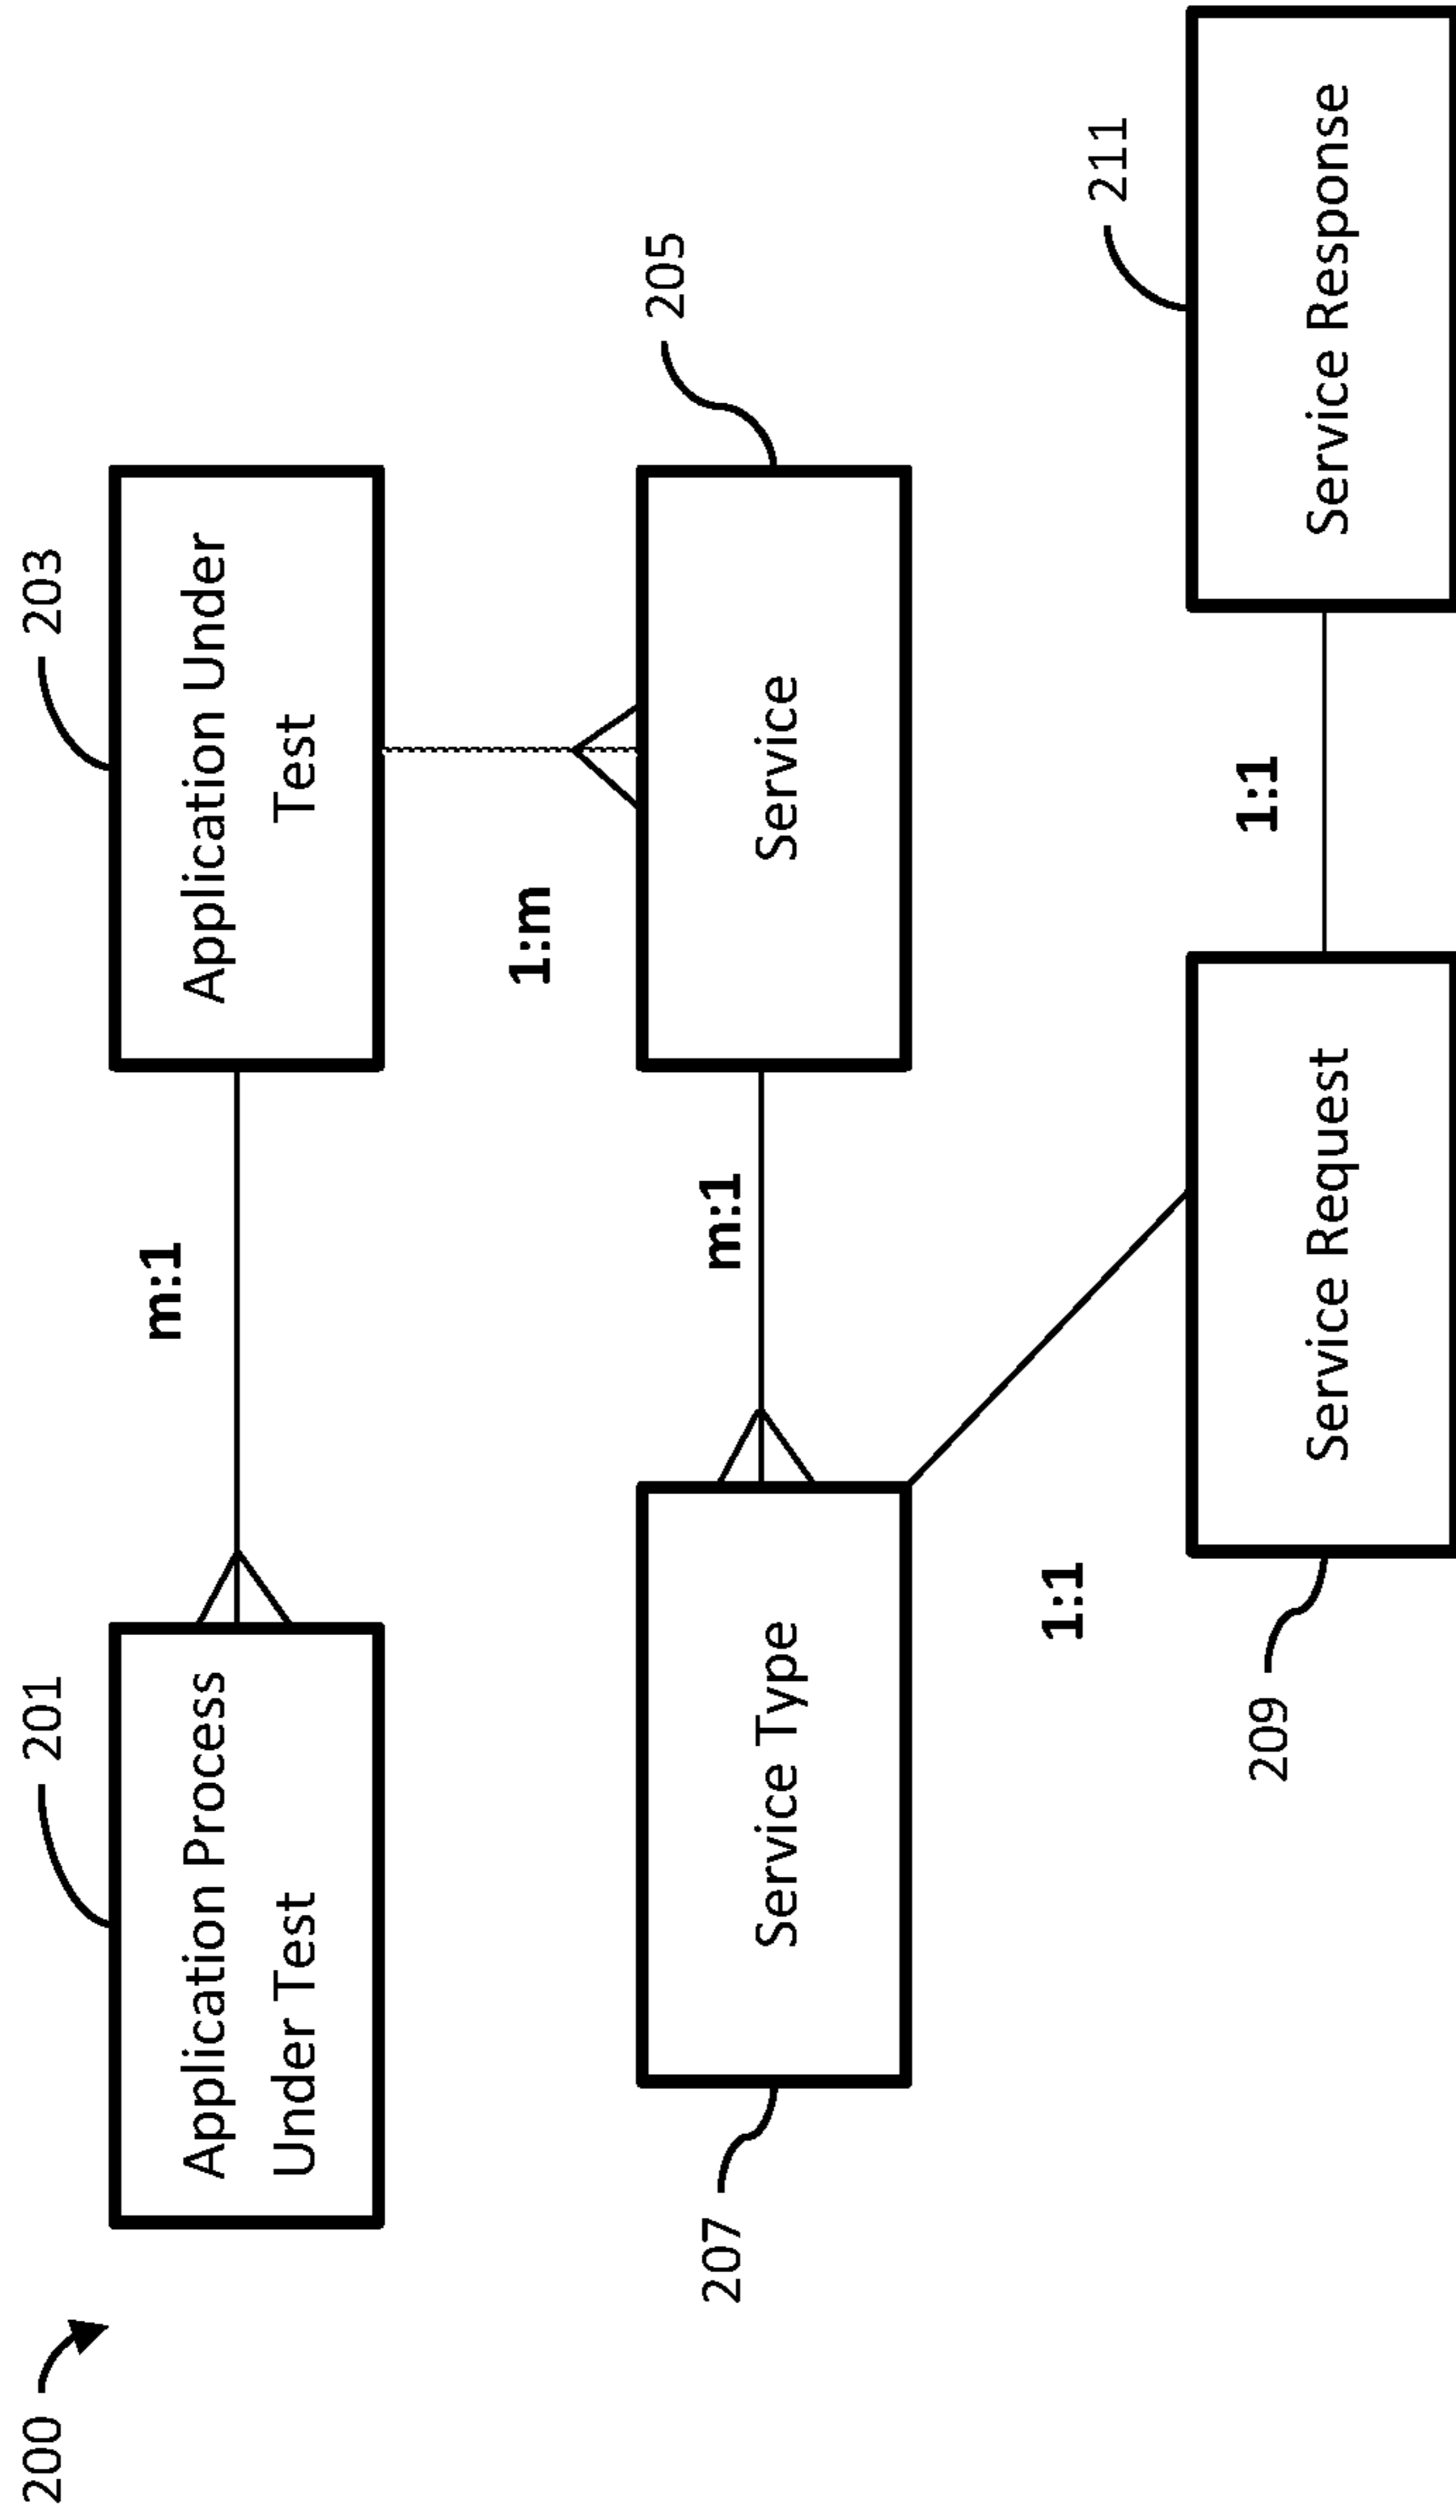 200
201
203
Application Process
Under Test
m:1
Application Under
Test
1:m
205
207
Service Type
m:1
Service
1:1
209
Service Request
1:1
211
Service Response